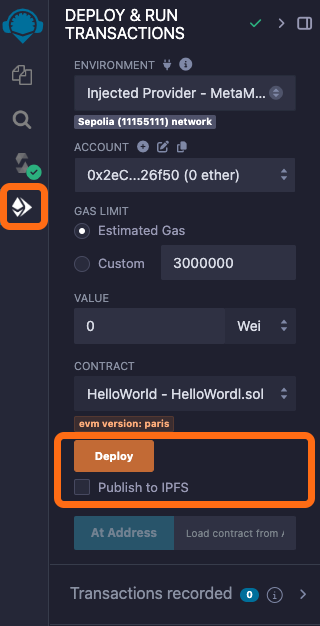 DEPLOY & RUN
TRANSACTIONS
ENVIRONMENT
Injected Provider - MetaM...
Sepolia (11155111) network
ACCOUNT
0x2eC...26f50 (0 ether)
GAS LIMIT
Estimated Gas
Custom 3000000
VALUE
0 Wei
CONTRACT
HelloWorld - HelloWordl.sol
evm version: paris
Deploy
Publish to IPFS
At Address Load contract from
Transactions recorded 0